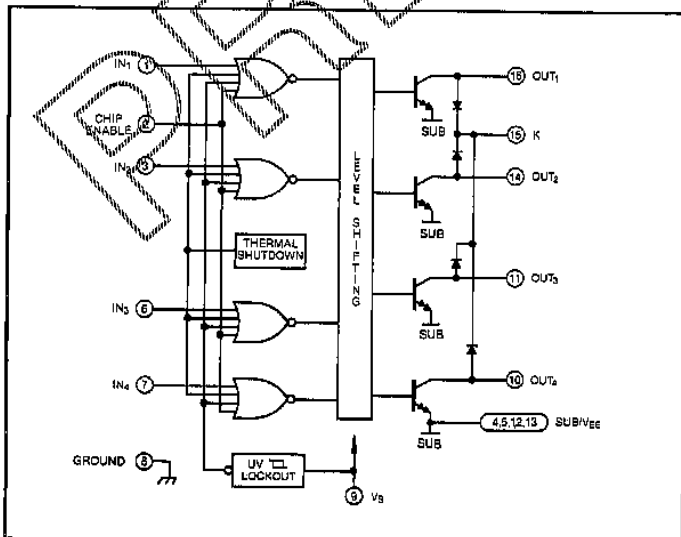 IN1 1
CHIP ENABLE 2
IN2 3
THERMAL SHUTDOWN
IN3 6
IN4 7
GROUND 8
UV LOCKOUT
9 VS
LEVEL SHIFTING
SUB
SUB
SUB
SUB
16 OUT1
15 K
14 OUT2
11 OUT3
10 OUT4
4,5,12,13 SUB/VEE